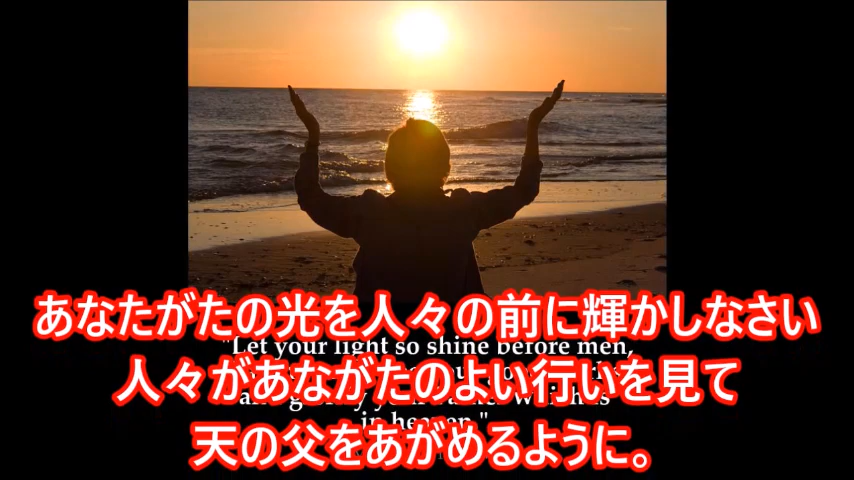 あなたがたの光を人々の前に輝かしなさい
"Let your light so shine before men,
人々があながたのよい行いを見て
in heaven."
天の父をあがめるように。